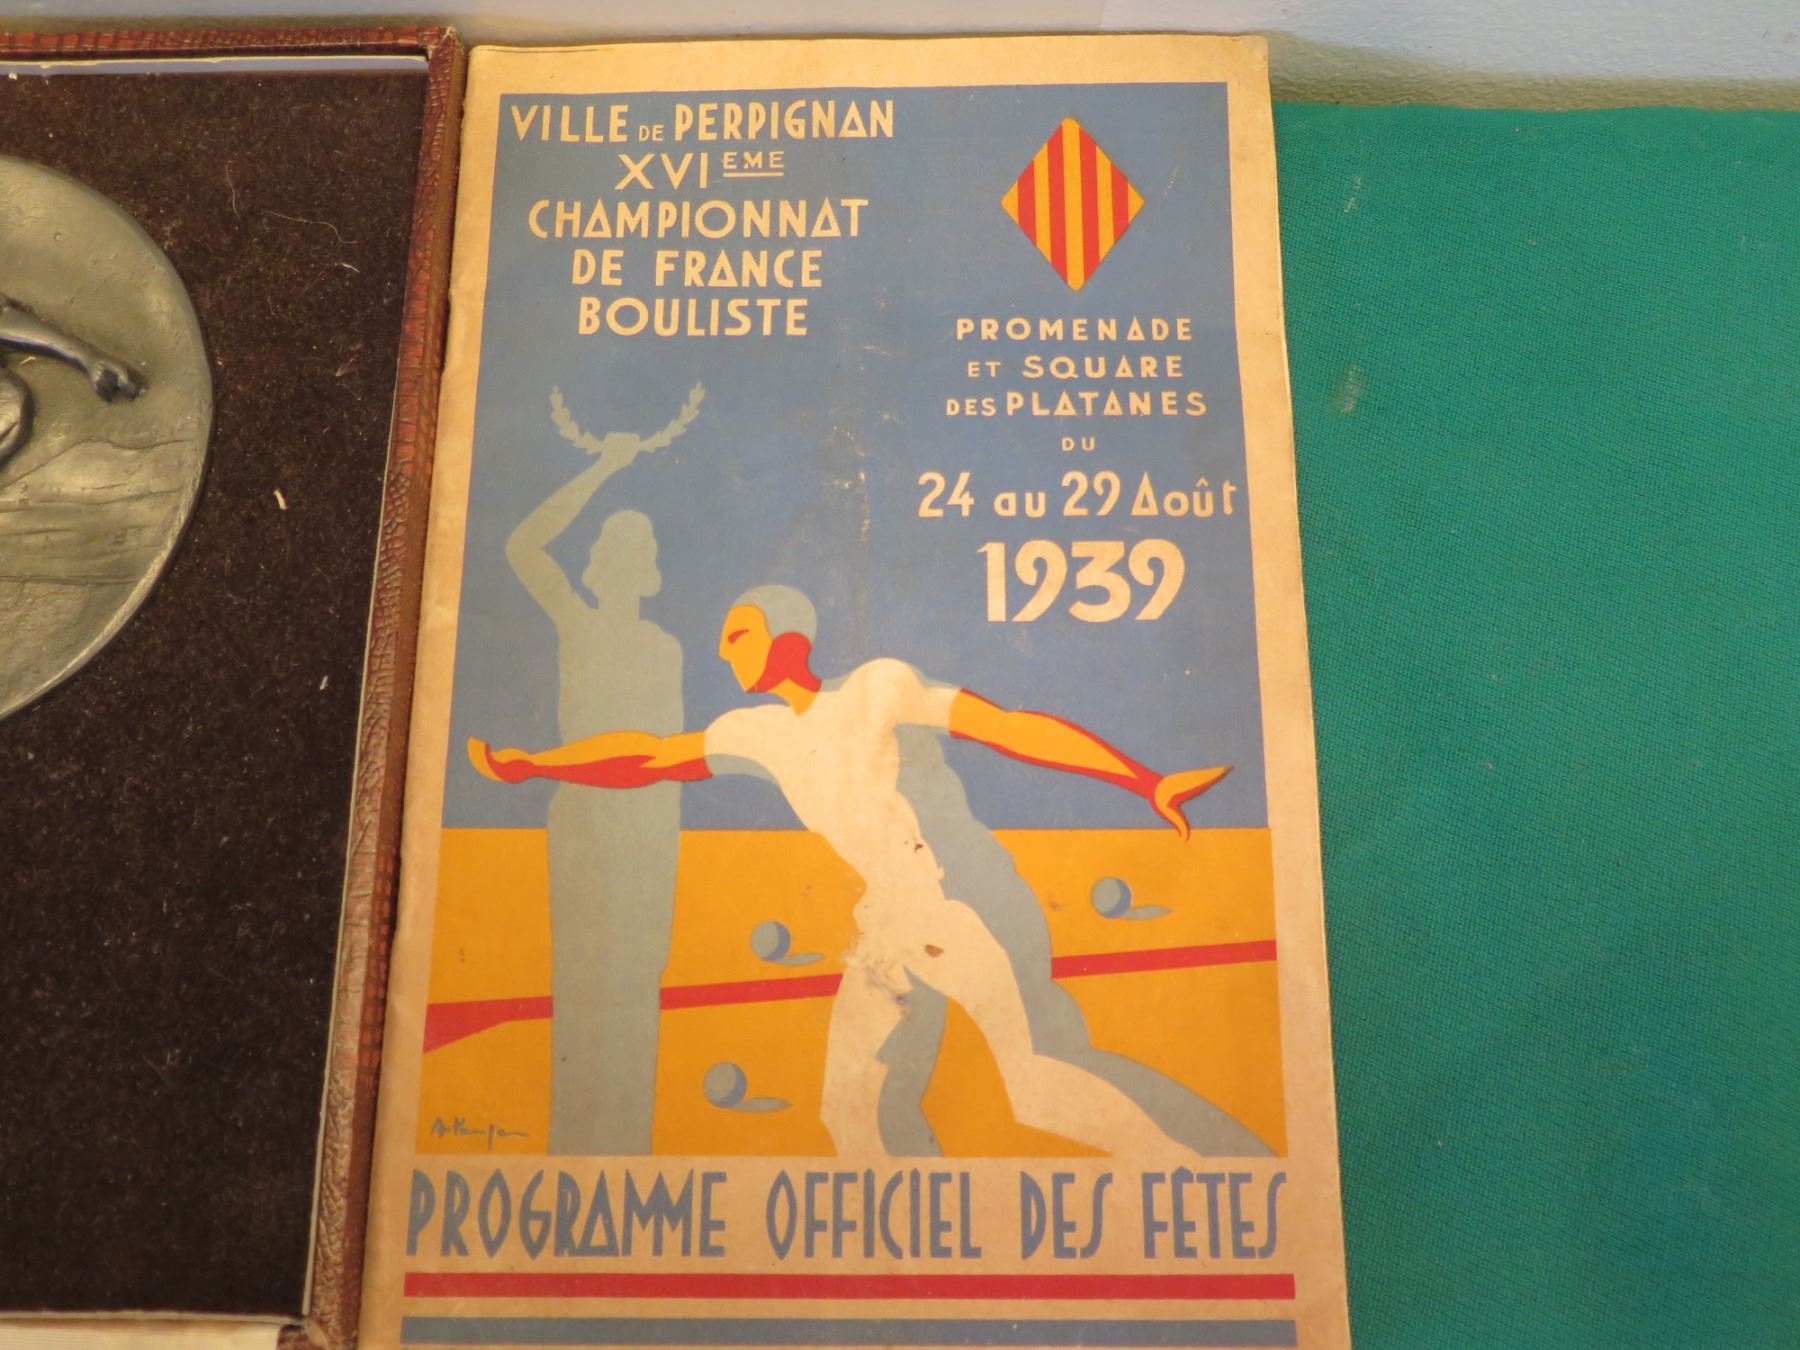 VILLE DE PERPIGNAN
XVIEME
CHAMPIONNAT
DE FRANCE
BOULISTE
PROMENADE
ET SQUARE
DES PLATANES
DU
24 au 29 Août
1939
PROGRAMME OFFICIEL DES FÊTES